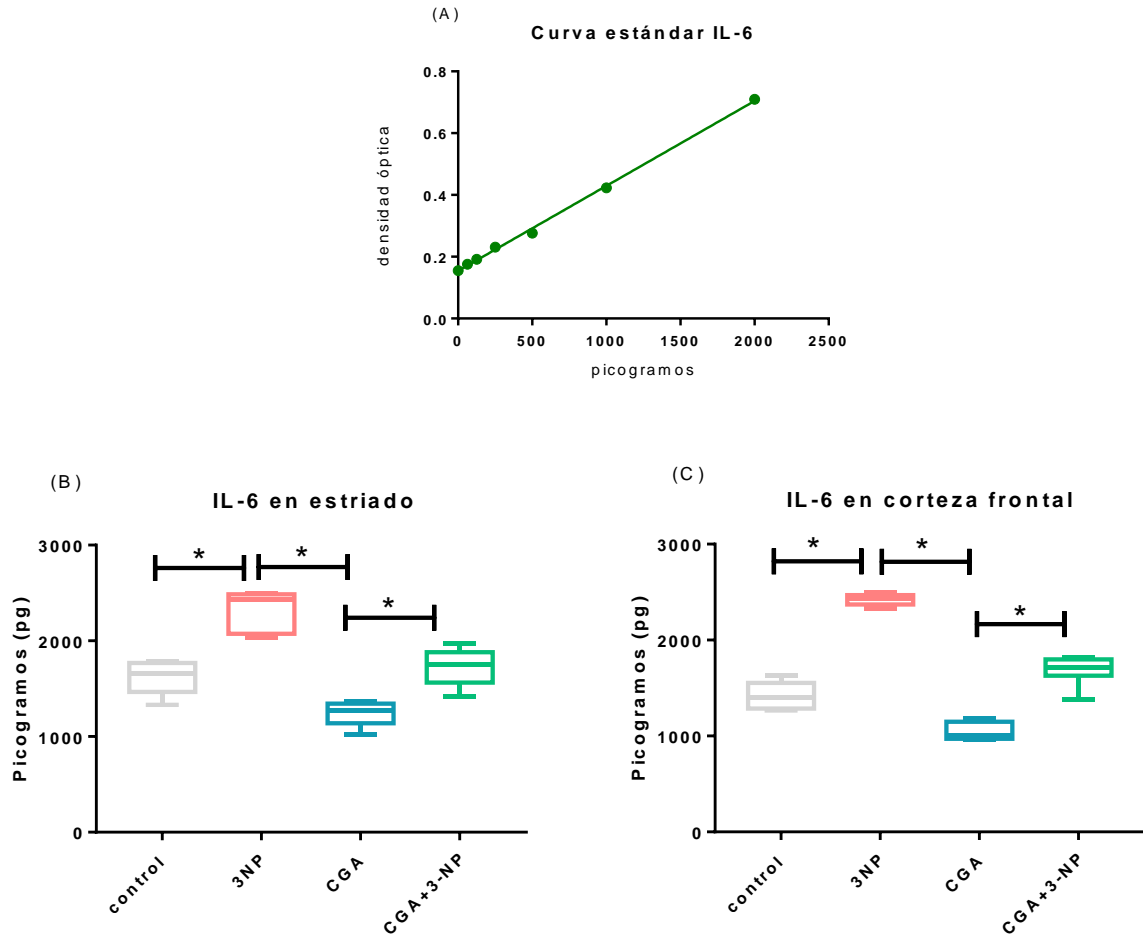 (A)
Curva estándar IL-6
0.8
0.6
0.4
0.2
0.0
densidad óptica
0 500 1000 1500 2000 2500
picogramos
(B)
IL-6 en estriado
3000
2000
1000
0
Picogramos (pg)
* * *
control 3NP CGA CGA+3-NP
(C)
IL-6 en corteza frontal
3000
2000
1000
0
Picogramos (pg)
* * *
control 3NP CGA CGA+3-NP